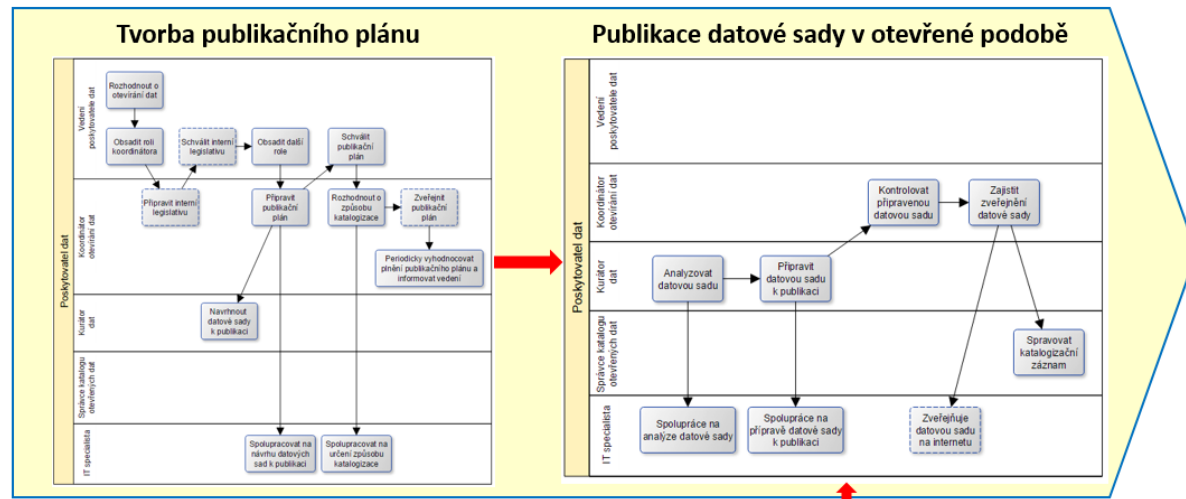 Tvorba publikačního plánu
Poskytovatel dat
Vedení
poskytovatele dat
Rozhodnout o
otevírání dat
Obsadit roli
koordinátora
Schválit interní
legislativu
Obsadit další
role
Schválit
publikační
plán
Koordinátor
otevírání dat
Připravit interní
legislativu
Připravit
publikační
plán
Rozhodnout o
způsobu
katalogizace
Zveřejnit
publikační
plán
Periodicky vyhodnocovat
plnění publikačního plánu a
informovat vedení
Kurátor
dat
Navrhnout
datové sady
k publikaci
Správce katalogu
otevřených dat
IT specialista
Spolupracovat na
návrhu datových
sad k publikaci
Spolupracovat na
určení způsobu
katalogizace
Publikace datové sady v otevřené podobě
Poskytovatel dat
Vedení
poskytovatele dat
Koordinátor
otevírání dat
Kontrolovat
připravenou
datovou sadu
Zajistit
zveřejnění
datové sady
Kurátor
dat
Analyzovat
datovou sadu
Připravit
datovou sadu
k publikaci
Správce katalogu
otevřených dat
Spravovat
katalogizační
záznam
IT specialista
Spolupráce na
analýze datové sady
Spolupráce na
přípravě datové sady
k publikaci
Zveřejňuje
datovou sadu
na internetu